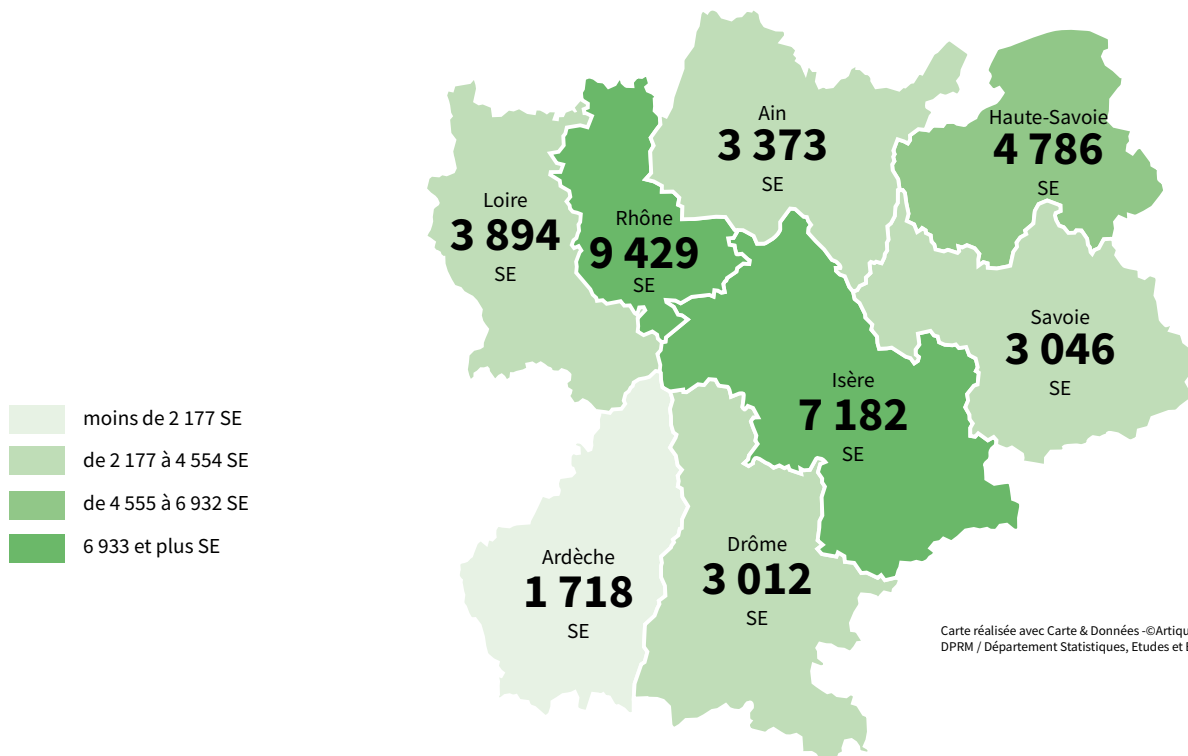 Ain
3 373
SE
Haute-Savoie
4 786
SE
Loire
3 894
SE
Rhône
9 429
SE
Savoie
3 046
SE
Isère
7 182
SE
moins de 2 177 SE
de 2 177 à 4 554 SE
de 4 555 à 6 932 SE
6 933 et plus SE
Ardèche
1 718
SE
Drôme
3 012
SE
Carte réalisée avec Carte & Données -©Artiqu
DPRM / Département Statistiques, Etudes et